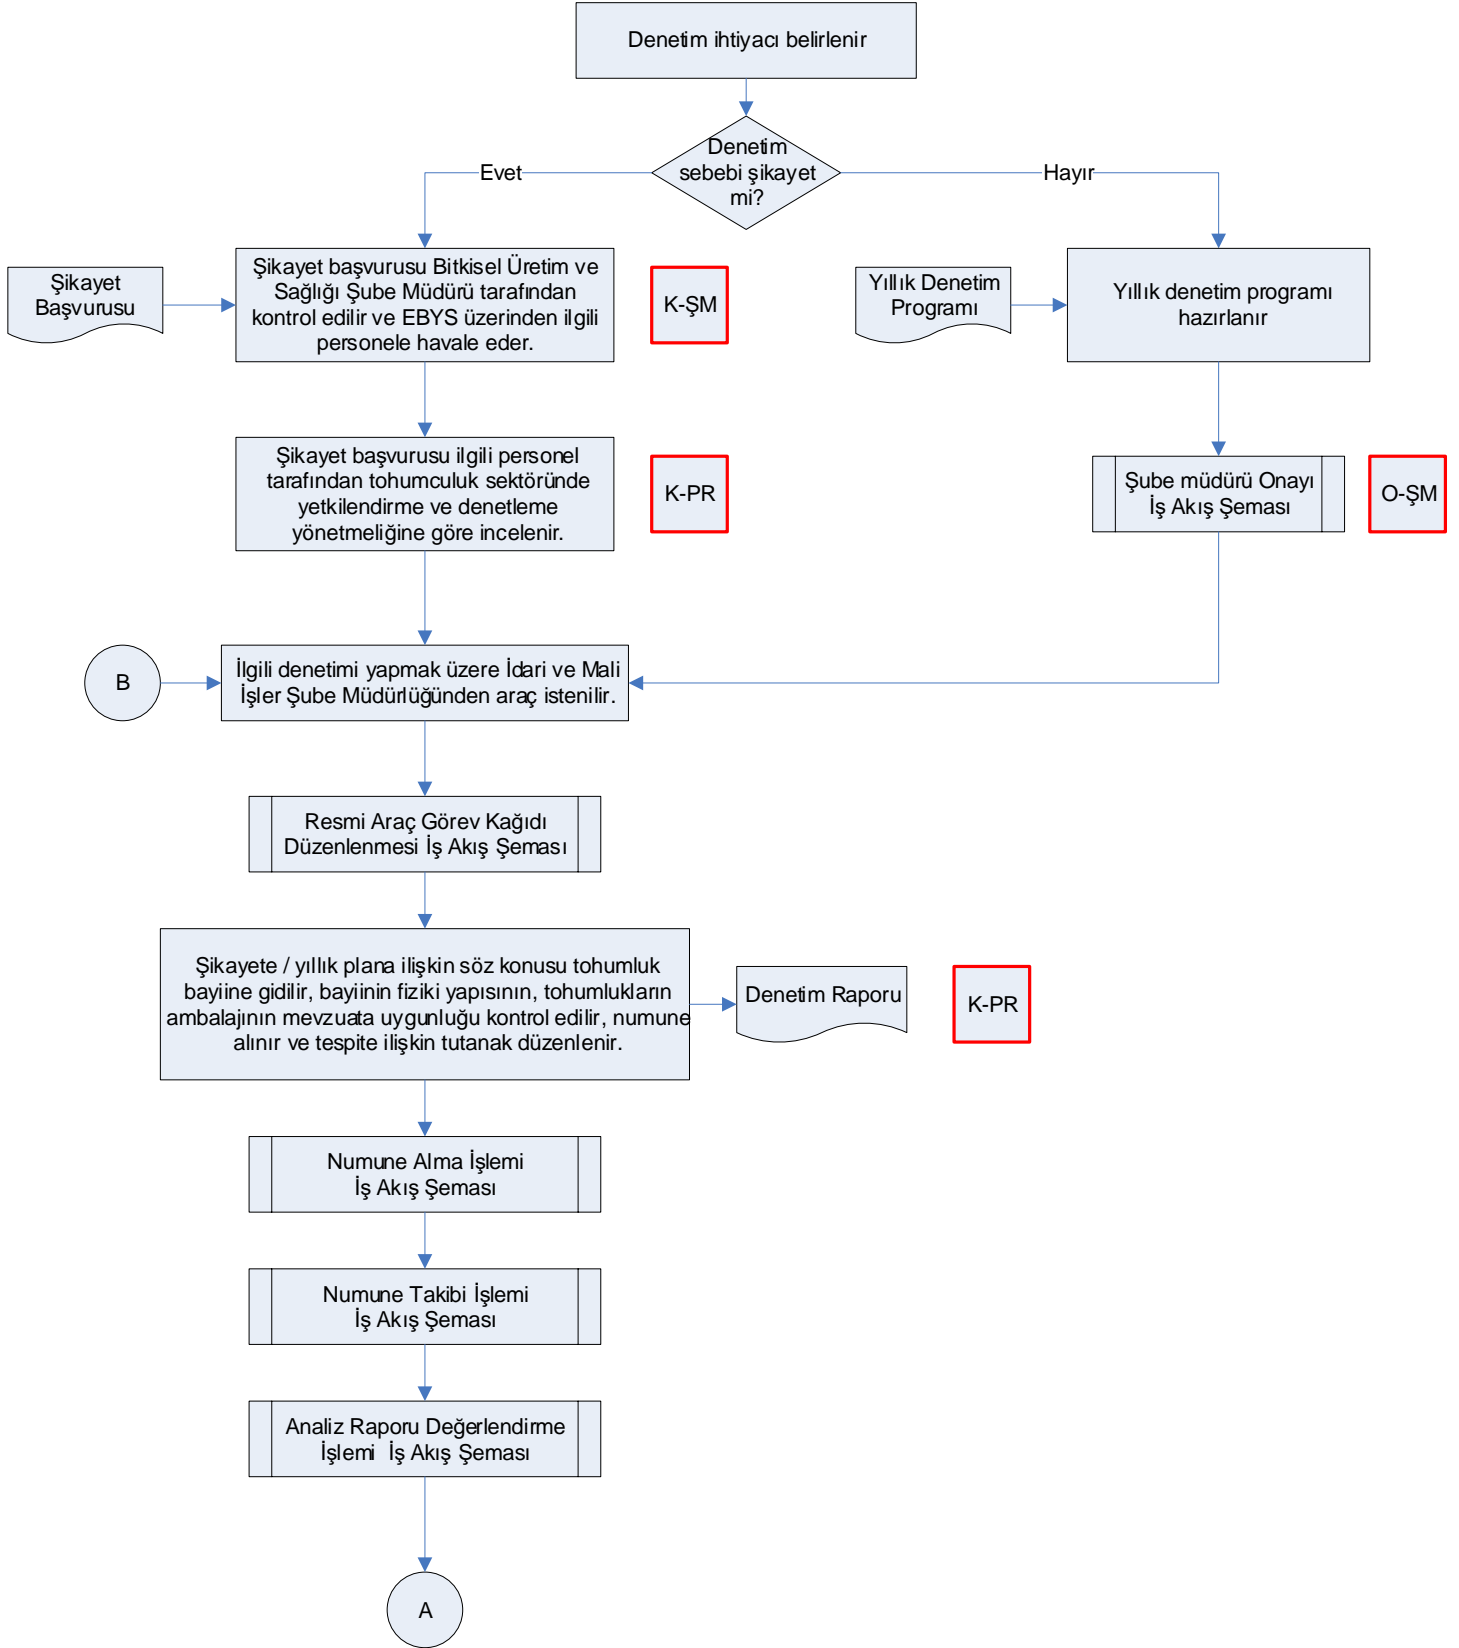 Denetim ihtiyacı belirlenir
Denetim
sebebi şikayet
mi?
Evet
Hayır
Şikayet
Başvurusu
Şikayet başvurusu Bitkisel Üretim ve
Sağlığı Şube Müdürü tarafından
kontrol edilir ve EBYS üzerinden ilgili
personele havale eder.
K-ŞM
Yıllık Denetim
Programı
Yıllık denetim programı
hazırlanır
Şikayet başvurusu ilgili personel
tarafından tohumculuk sektöründe
yetkilendirme ve denetleme
yönetmeliğine göre incelenir.
K-PR
Şube müdürü Onayı
İş Akış Şeması
O-ŞM
B
İlgili denetimi yapmak üzere İdari ve Mali
İşler Şube Müdürlüğünden araç istenilir.
Resmi Araç Görev Kağıdı
Düzenlenmesi İş Akış Şeması
Şikayete / yıllık plana ilişkin söz konusu tohumluk
bayiine gidilir, bayiinin fiziki yapısının, tohumlukların
ambalajının mevzuata uygunluğu kontrol edilir, numune
alınır ve tespite ilişkin tutanak düzenlenir.
Denetim Raporu
K-PR
Numune Alma İşlemi
İş Akış Şeması
Numune Takibi İşlemi
İş Akış Şeması
Analiz Raporu Değerlendirme
İşlemi İş Akış Şeması
A